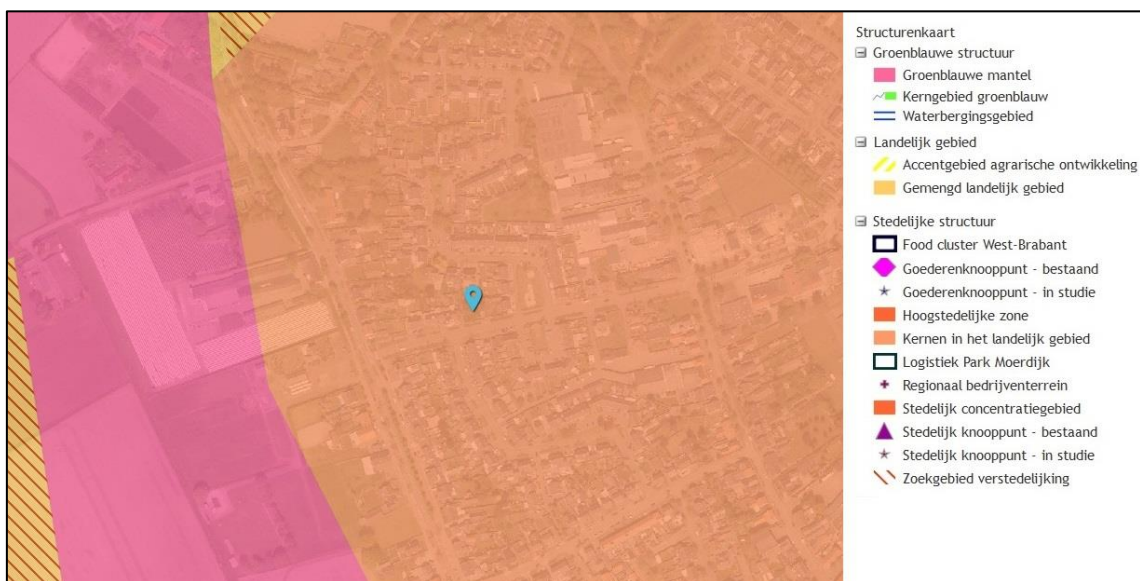 Structurenkaart
Groenblauwe structuur
Groenblauwe mantel
Kerngebied groenblauw
Waterbergingsgebied
Landelijk gebied
Accentgebied agrarische ontwikkeling
Gemengd landelijk gebied
Stedelijke structuur
Food cluster West-Brabant
Goederenknooppunt - bestaand
Goederenknooppunt - in studie
Hoogstedelijke zone
Kernen in het landelijk gebied
Logistiek Park Moerdijk
Regionaal bedrijventerrein
Stedelijk concentratiegebied
Stedelijk knooppunt - bestaand
Stedelijk knooppunt - in studie
Zoekgebied verstedelijking